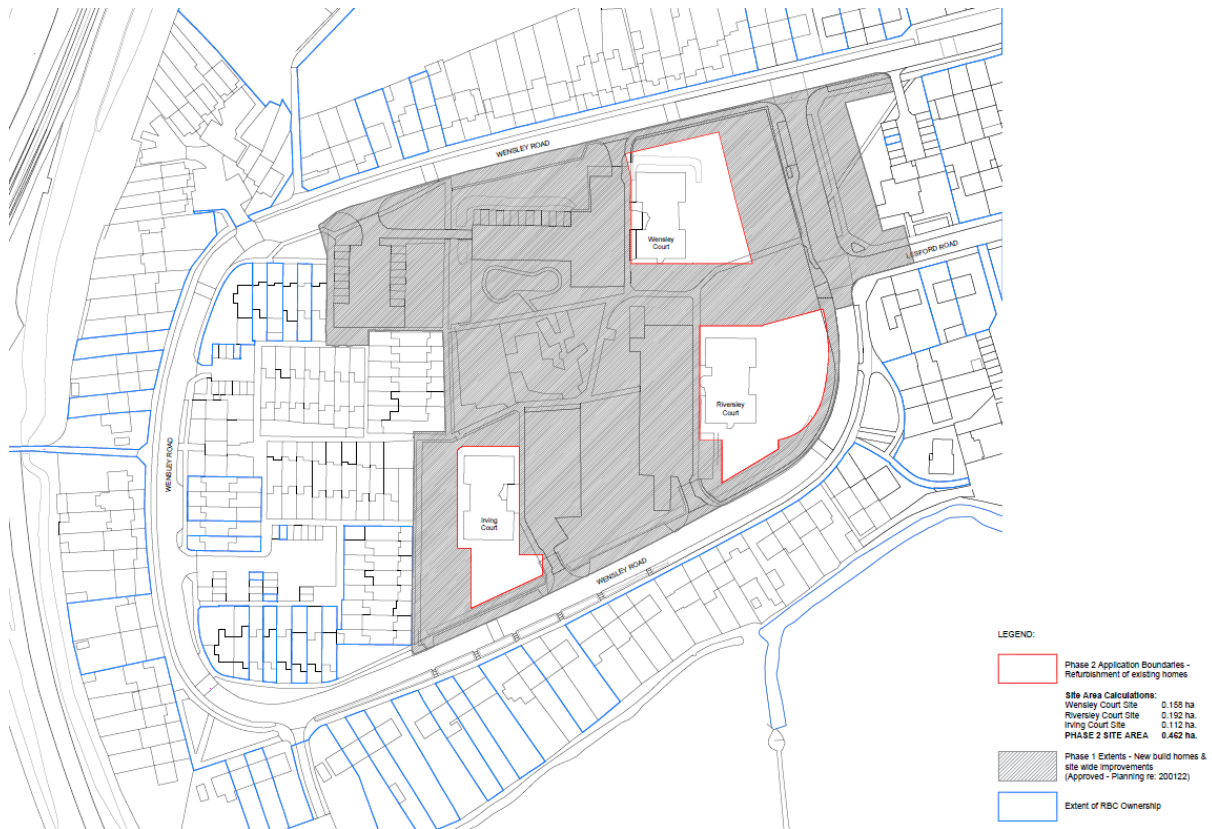 WENSLEY ROAD
Wensley
Court
LESFORD ROAD
Riversley
Court
WENSLEY ROAD
Irving
Court
WENSLEY ROAD
LEGEND:
Phase 2 Application Boundaries -
Refurbishment of existing homes
Site Area Calculations:
Wensley Court Site 0.158 ha
Riversley Court Site 0.192 ha.
Irving Court Site 0.112 ha.
PHASE 2 SITE AREA 0.462 ha.
Phase 1 Extents - New build homes &
site wide improvements
(Approved - Planning re: 200122)
Extent of RBC Ownership